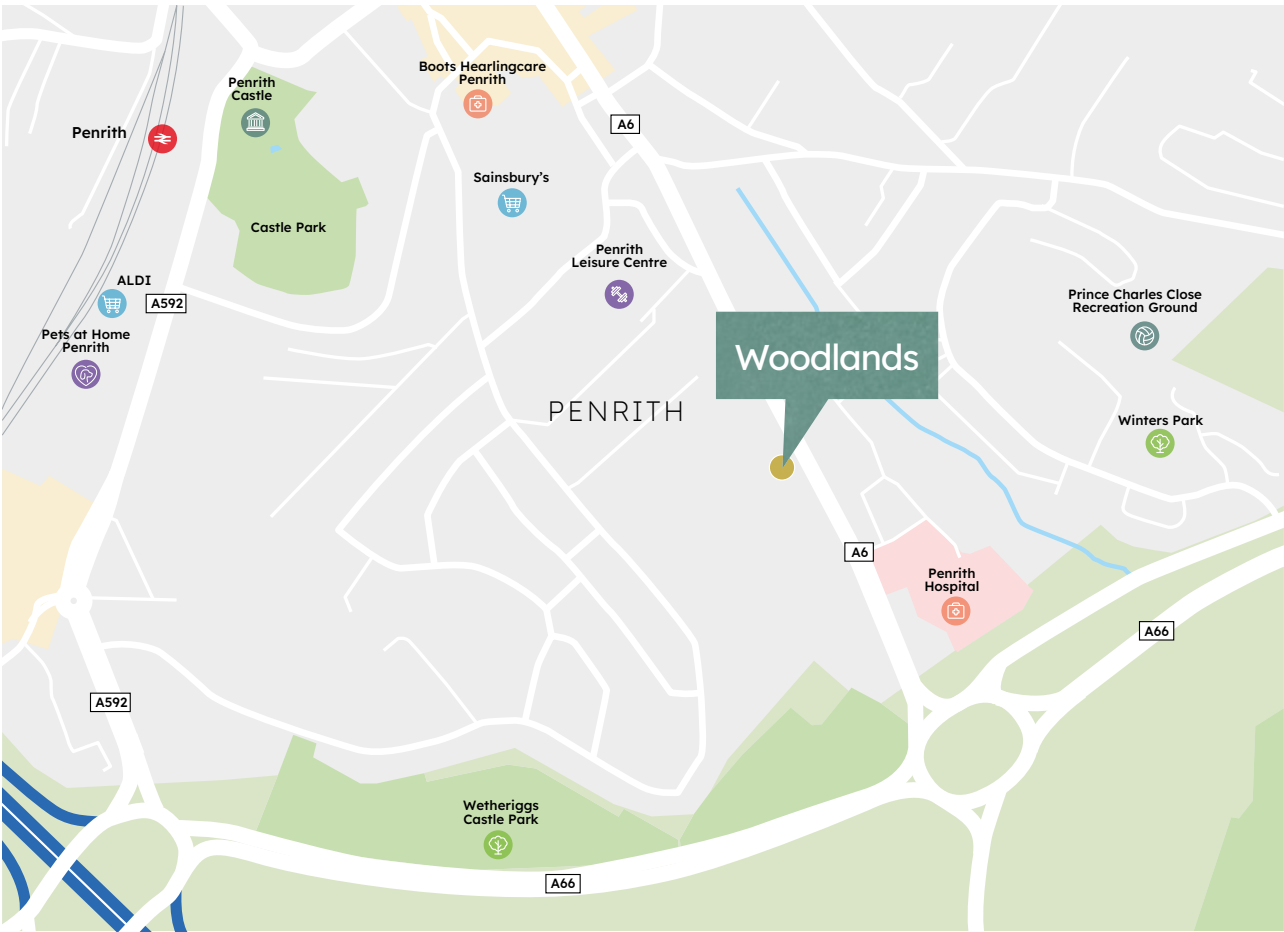 Boots Hearlingcare
Penrith
Penrith
Castle
A6
Penrith
Sainsbury's
Castle Park
Penrith
Leisure Centre
ALDI
A592
Prince Charles Close
Recreation Ground
Pets at Home
Penrith
Woodlands
PENRITH
Winters Park
A6
Penrith
Hospital
A66
A592
Wetheriggs
Castle Park
A66